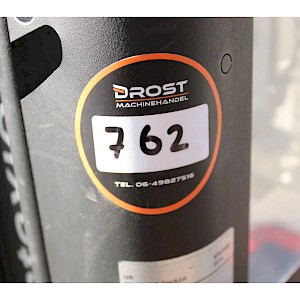 DROST
MACHINEHANDEL
762
TEL. 06-49827516